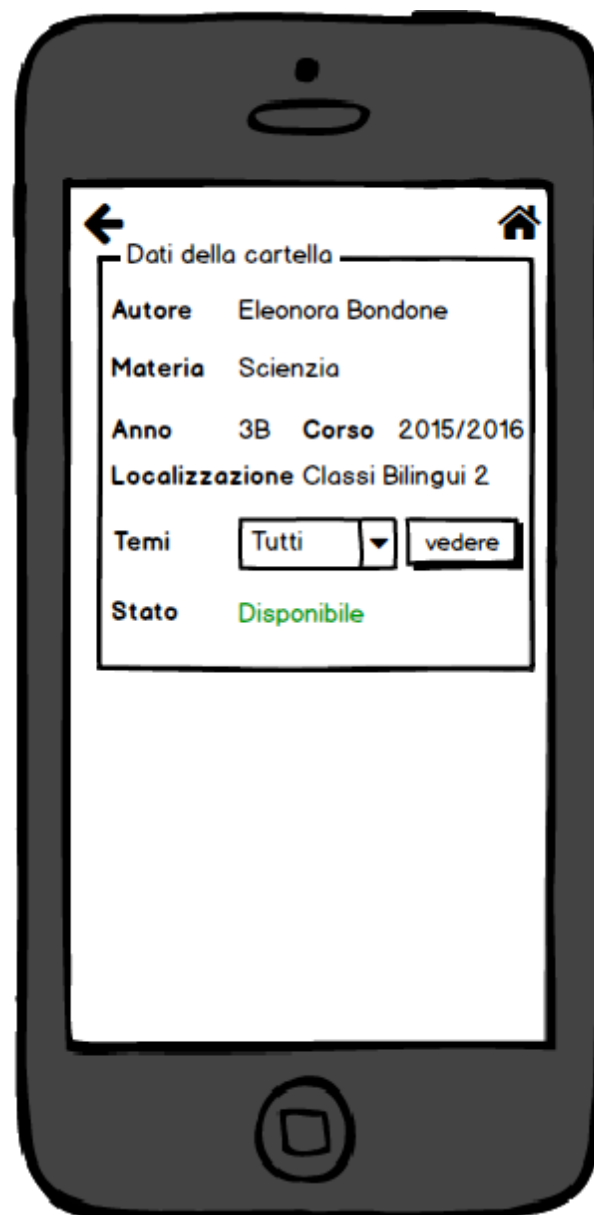 Dati della cartella
Autore Eleonora Bondone
Materia Scienzia
Anno 3B Corso 2015/2016
Localizzazione Classi Bilingui 2
Temi Tutti vedere
Stato Disponibile